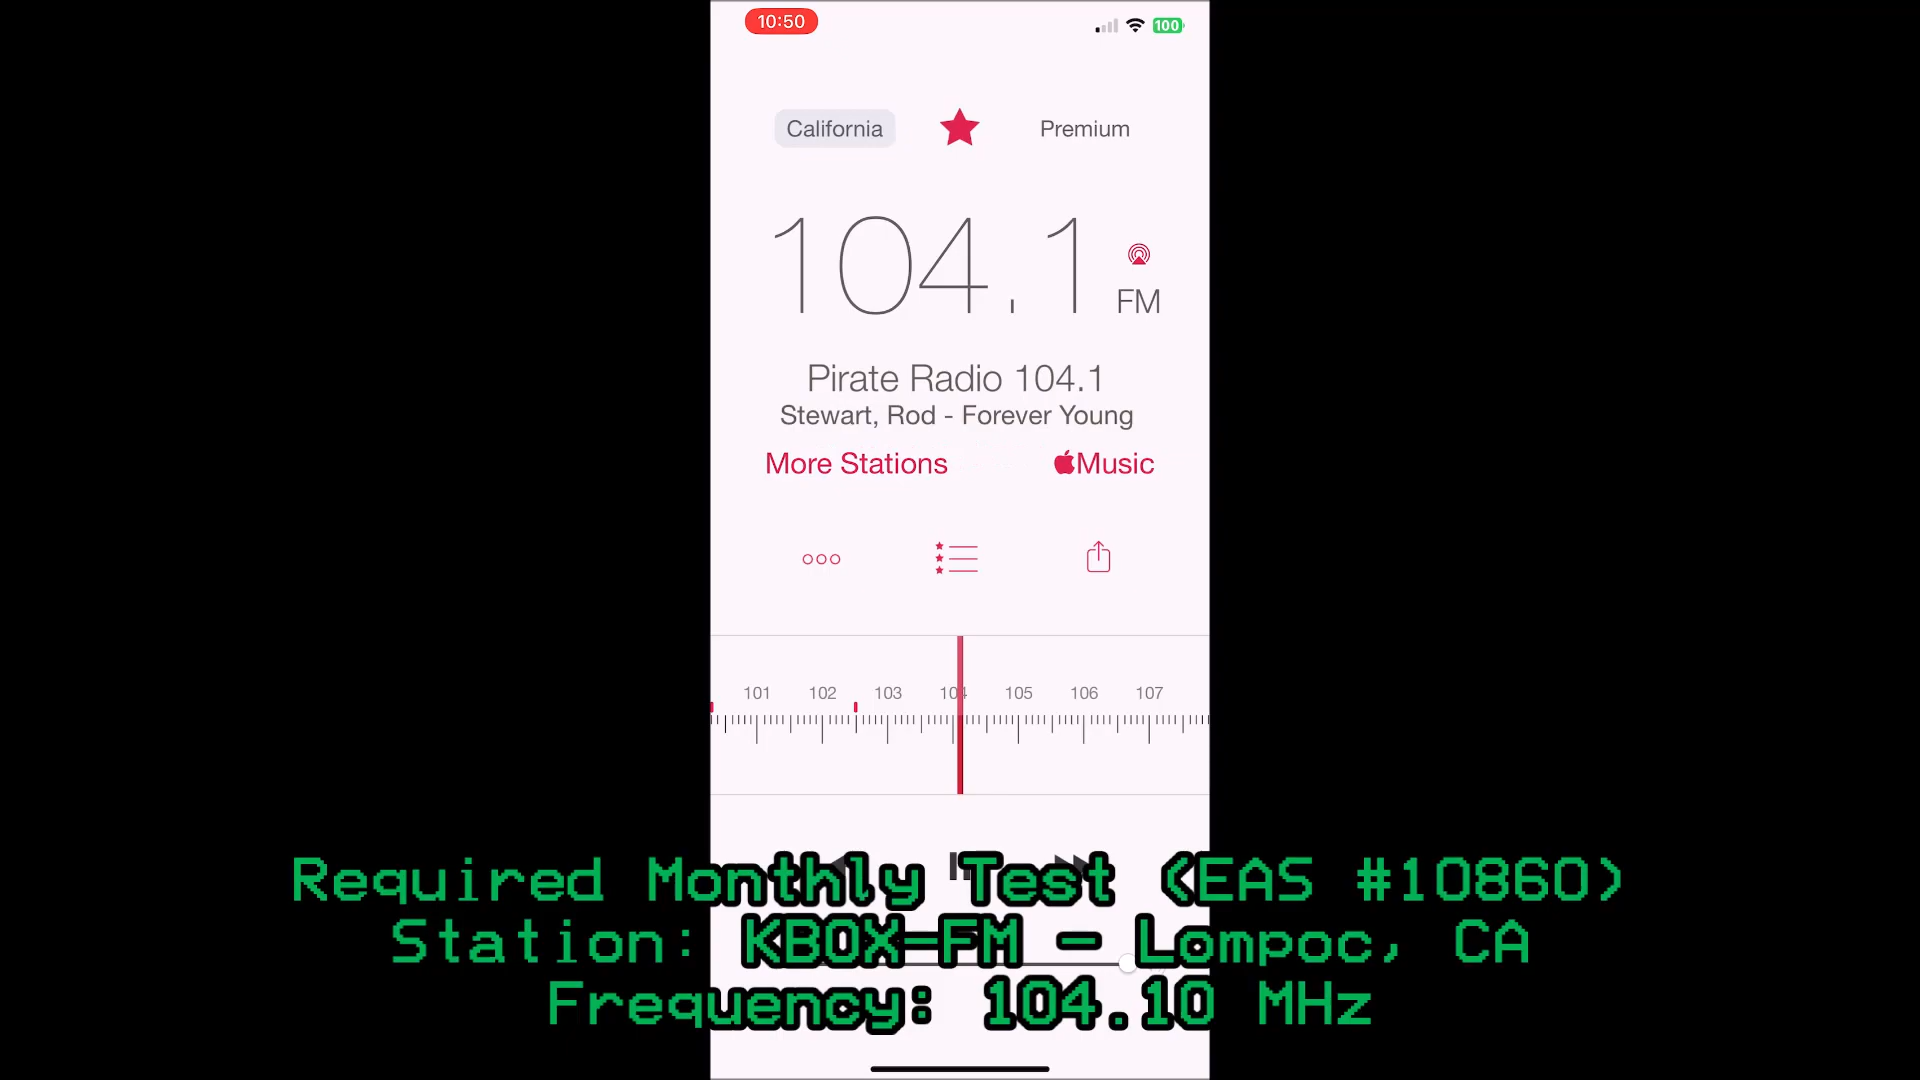 10:50
100
California
Premium
104.1
FM
Pirate Radio 104.1
Stewart, Rod - Forever Young
More Stations
Music
101 102 103 104 105 106 107
Required Monthly Test (EAS #10860)
Station: KBOX-FM - Lompoc, CA
Frequency: 104.10 MHz